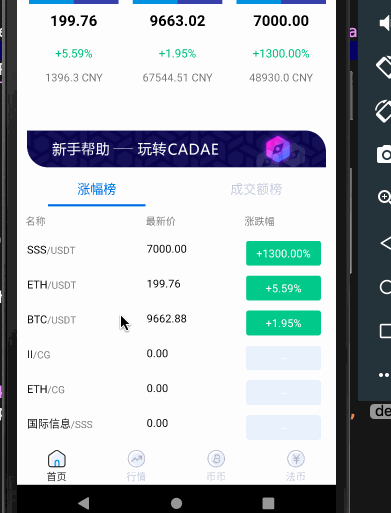 199.76 9663.02 7000.00
+5.59% +1.95% +1300.00%
1396.3 CNY 67544.51 CNY 48930.0 CNY
新手帮助 — 玩转CADAE
涨幅榜 成交额榜
名称 最新价 涨跌幅
SSS/USDT 7000.00 +1300.00%
ETH/USDT 199.76 +5.59%
BTC/USDT 9662.88 +1.95%
II/CG 0.00 --
ETH/CG 0.00 --
国际信息/SSS 0.00 --
首页 行情 币币 法币
de